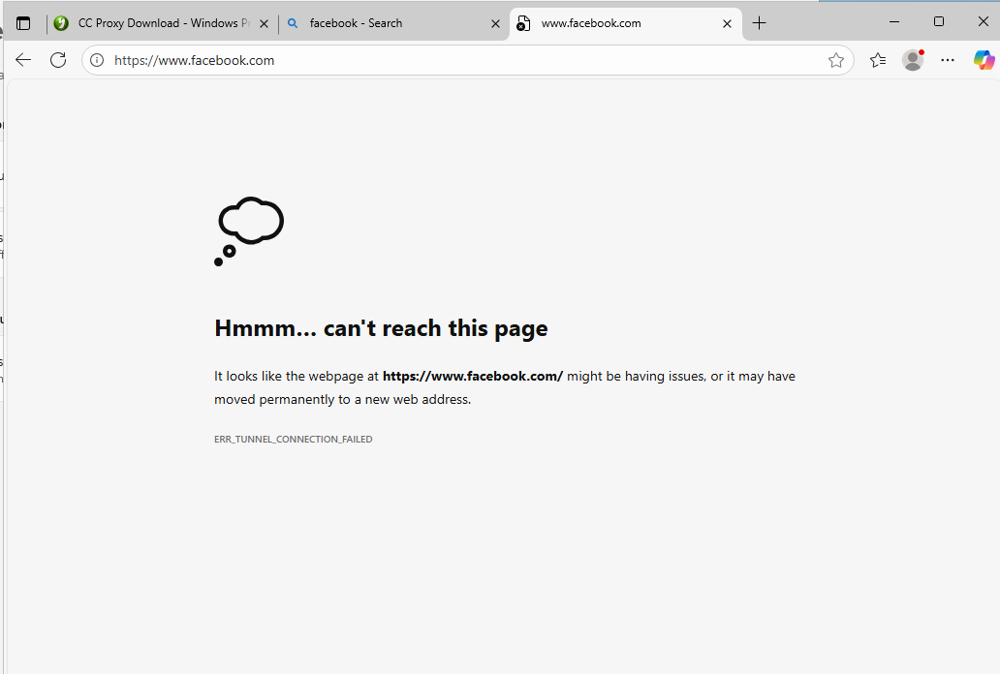 CC Proxy Download - Windows Pr
facebook - Search
www.facebook.com
https://www.facebook.com
Hmmm... can't reach this page
It looks like the webpage at https://www.facebook.com/ might be having issues, or it may have
moved permanently to a new web address.
ERR_TUNNEL_CONNECTION_FAILED